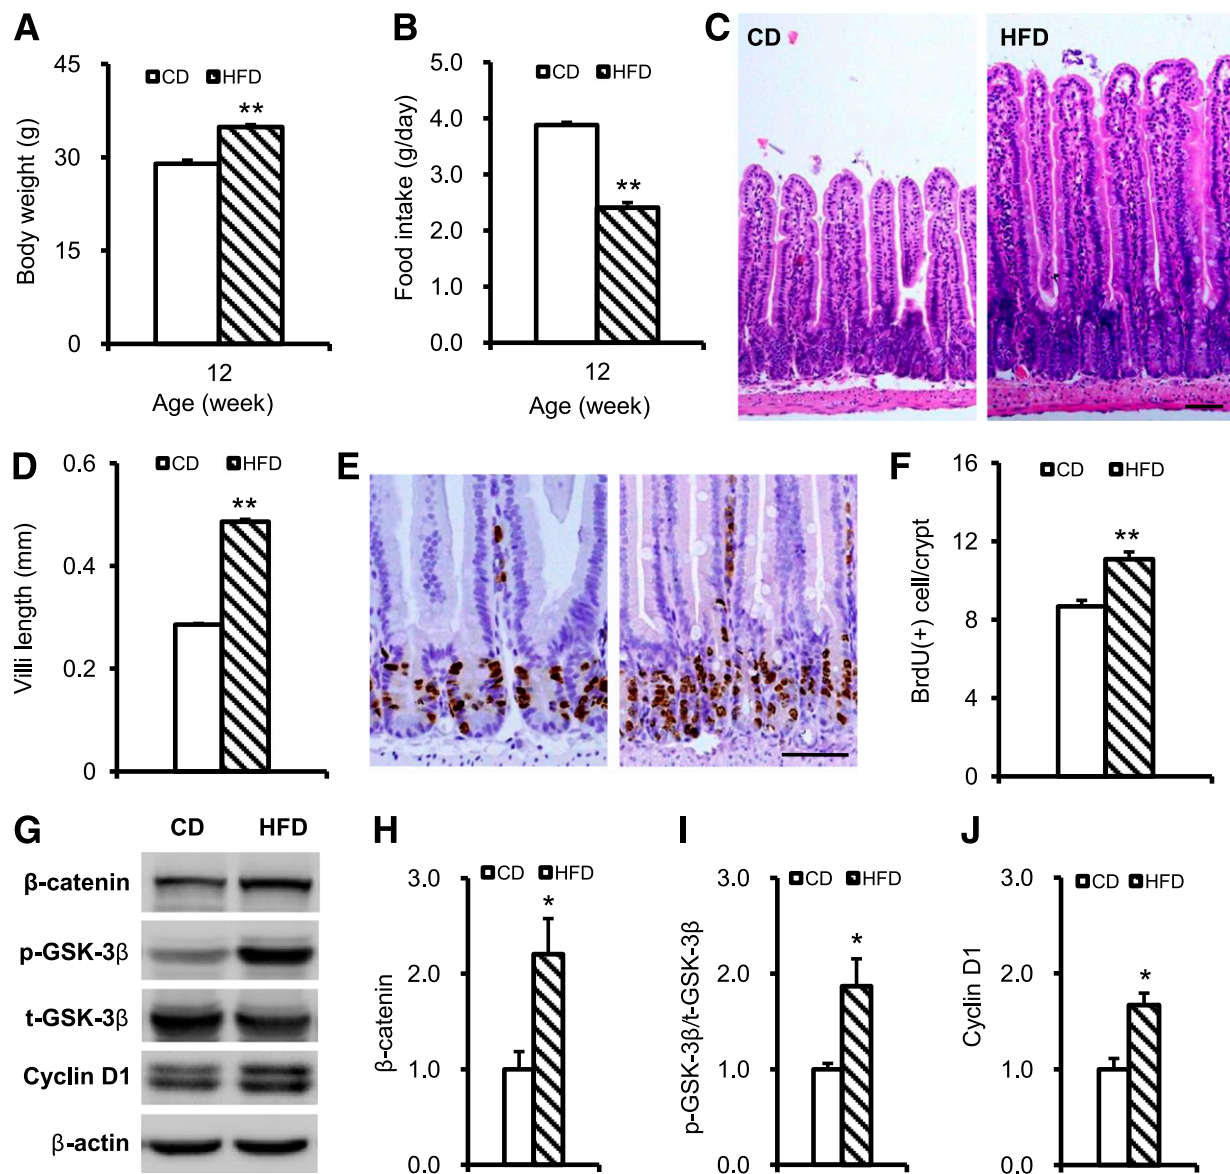 A
Body weight (g)
45
30
15
0
CD HFD
**
12
Age (week)
B
Food intake (g/day)
5.0
4.0
3.0
2.0
1.0
0.0
CD HFD
**
12
Age (week)
C
CD
HFD
D
Villi length (mm)
0.6
0.4
0.2
0
CD HFD
**
E
F
BrdU(+) cell/crypt
16
12
8
4
0
CD HFD
**
G
CD HFD
β-catenin
p-GSK-3β
t-GSK-3β
Cyclin D1
β-actin
H
β-catenin
3.0
2.0
1.0
0.0
CD HFD
*
I
p-GSK-3β/t-GSK-3β
3.0
2.0
1.0
0.0
CD HFD
*
J
Cyclin D1
3.0
2.0
1.0
0.0
CD HFD
*